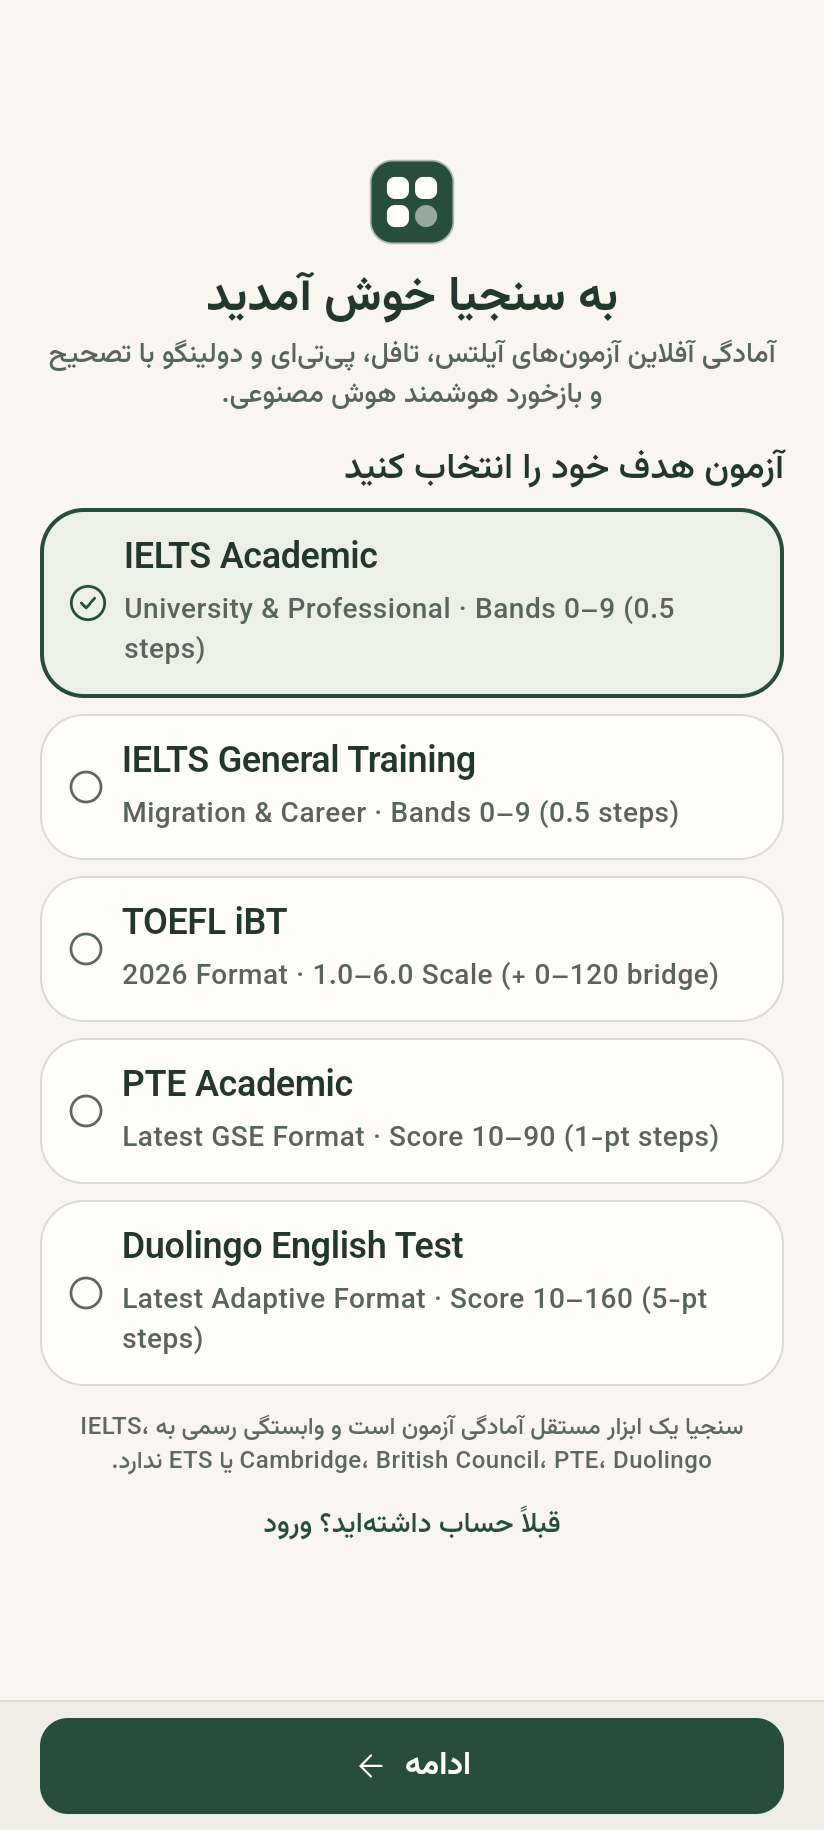 به سنجیا خوش آمدید
آمادگی آفلاین آزمون‌های آیلتس، تافل، پی‌تی‌ای و دولینگو با تصحیح
و بازخورد هوشمند هوش مصنوعی.
آزمون هدف خود را انتخاب کنید
IELTS Academic
University & Professional · Bands 0–9 (0.5
steps)
IELTS General Training
Migration & Career · Bands 0–9 (0.5 steps)
TOEFL iBT
2026 Format · 1.0–6.0 Scale (+ 0–120 bridge)
PTE Academic
Latest GSE Format · Score 10–90 (1-pt steps)
Duolingo English Test
Latest Adaptive Format · Score 10–160 (5-pt
steps)
سنجیا یک ابزار مستقل آمادگی آزمون است و وابستگی رسمی به IELTS،
Cambridge، British Council، PTE، Duolingo یا ETS ندارد.
قبلاً حساب داشته‌اید؟ ورود
ادامه